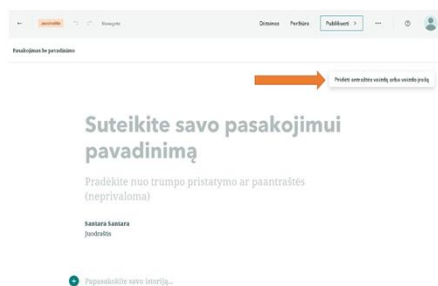 Juodraštis
Dizainas Peržiūra Publikuoti
Pasakojimas be pavadinimo
Pridėti antraštės vaizdą arba vaizdo įrašą
Suteikite savo pasakojimui
pavadinimą
Pradėkite nuo trumpo pristatymo ar paantraštės
(neprivaloma)
Santara Santara
Juodraštis
Papasakokite savo istoriją...